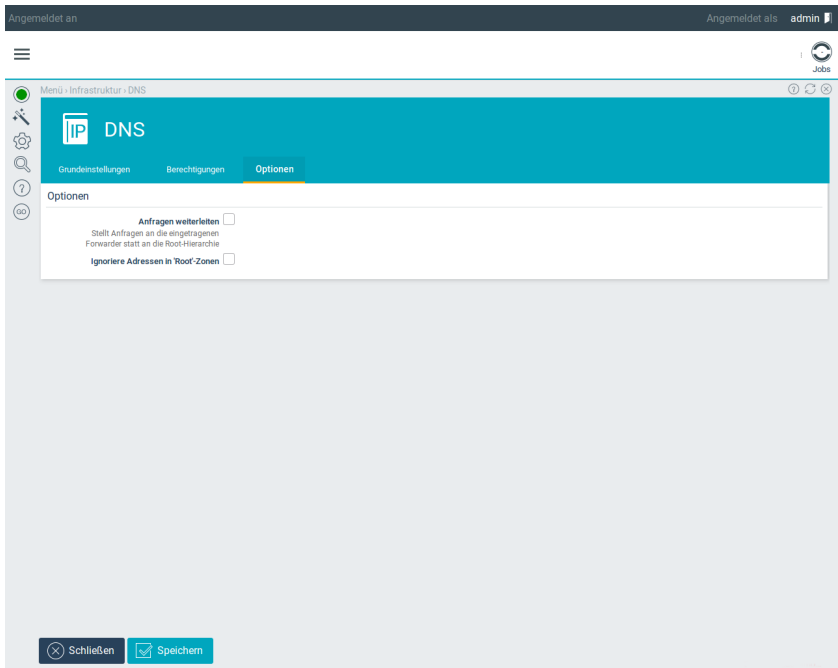 Angemeldet an
Angemeldet als admin
Jobs
Menü › Infrastruktur › DNS
IP DNS
Grundeinstellungen Berechtigungen Optionen
Optionen
Anfragen weiterleiten
Stellt Anfragen an die eingetragenen
Forwarder statt an die Root-Hierarchie
Ignoriere Adressen in 'Root'-Zonen
?
GO
Schließen Speichern